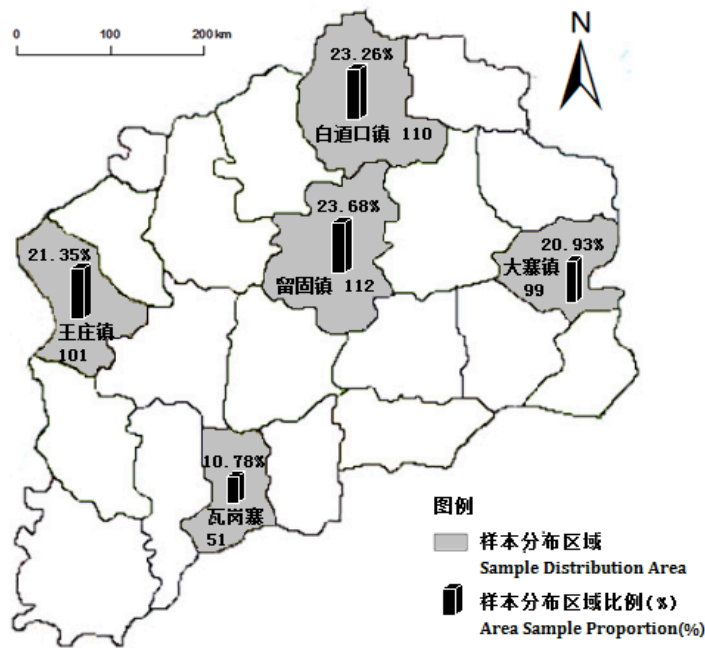 0 100 200 km
N
23.26%
白道口镇 110
23.68%
留固镇 112
21.35%
王庄镇
101
20.93%
大寨镇
99
10.78%
瓦岗寨
51
图例
样本分布区域
Sample Distribution Area
样本分布区域比例(%)
Area Sample Proportion(%)